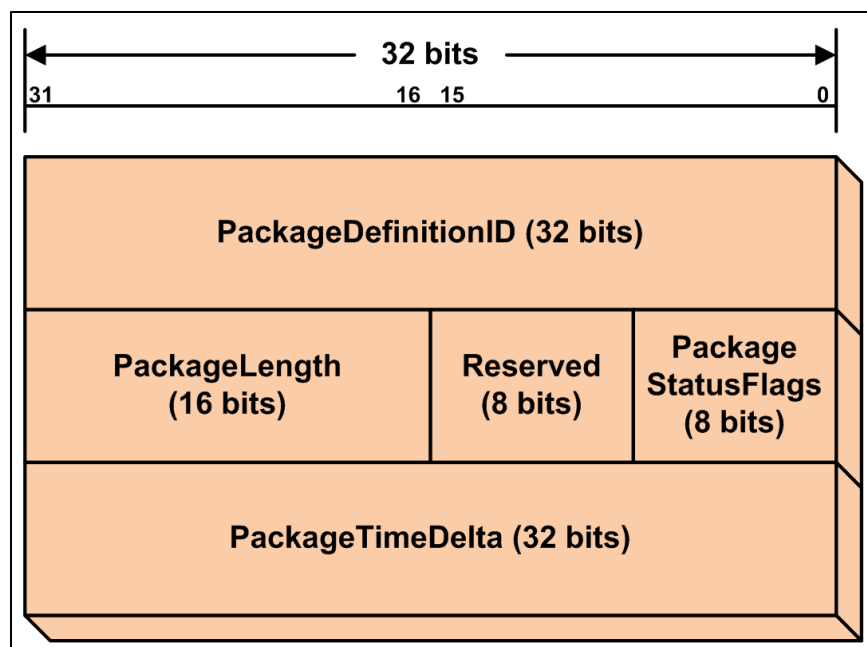 32 bits
31 16 15 0
PackageDefinitionID (32 bits)
PackageLength
(16 bits)
Reserved
(8 bits)
Package
StatusFlags
(8 bits)
PackageTimeDelta (32 bits)